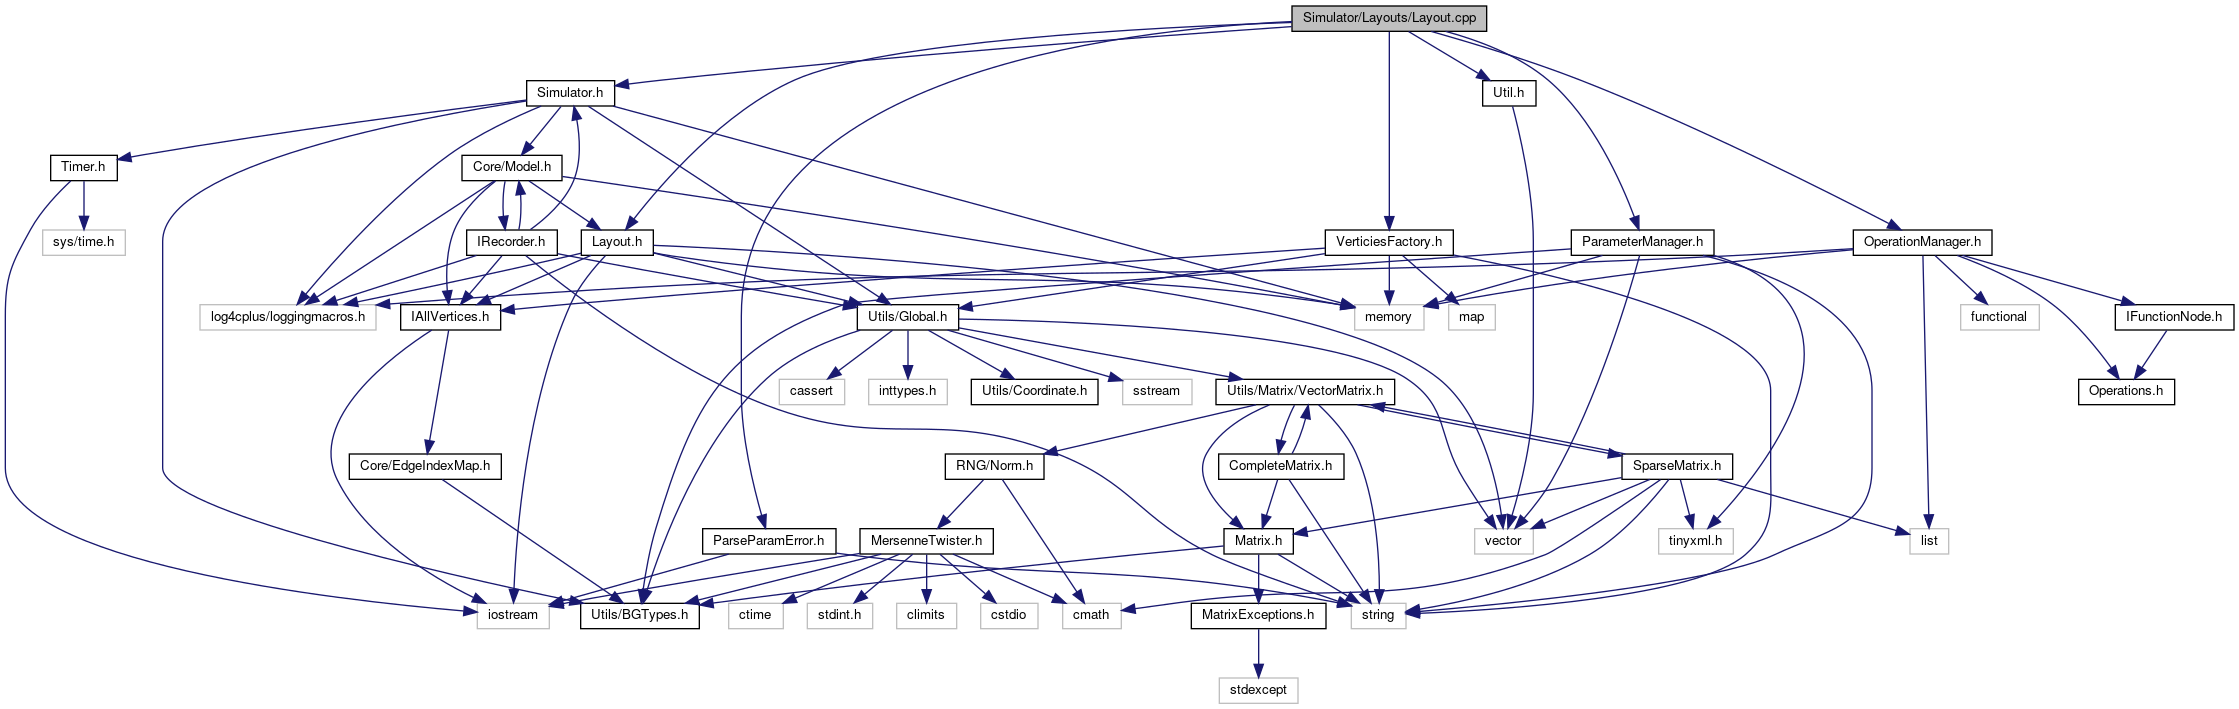 Simulator/Layouts/Layout.cpp
Simulator.h
Util.h
Timer.h
Core/Model.h
sys/time.h
IRecorder.h
Layout.h
VerticiesFactory.h
ParameterManager.h
OperationManager.h
log4cplus/loggingmacros.h
IAllVertices.h
Utils/Global.h
memory
map
functional
IFunctionNode.h
cassert
inttypes.h
Utils/Coordinate.h
sstream
Utils/Matrix/VectorMatrix.h
Operations.h
Core/EdgeIndexMap.h
RNG/Norm.h
CompleteMatrix.h
SparseMatrix.h
ParseParamError.h
MersenneTwister.h
Matrix.h
vector
tinyxml.h
list
iostream
Utils/BGTypes.h
ctime
stdint.h
climits
cstdio
cmath
MatrixExceptions.h
string
stdexcept